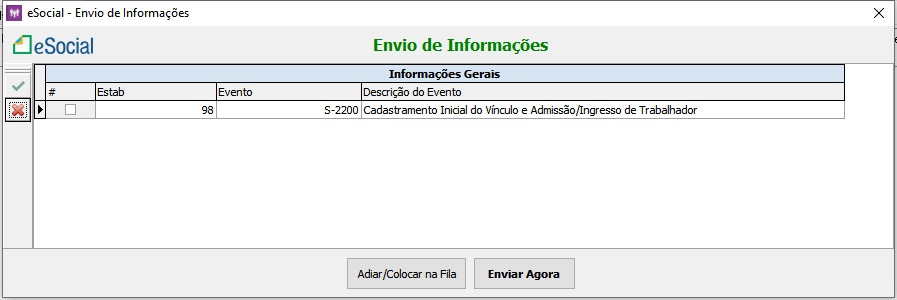 eSocial - Envio de Informações
eSocial
Envio de Informações
Informações Gerais
# Estab Evento Descrição do Evento
98 S-2200 Cadastramento Inicial do Vínculo e Admissão/Ingresso de Trabalhador
Adiar/Colocar na Fila Enviar Agora